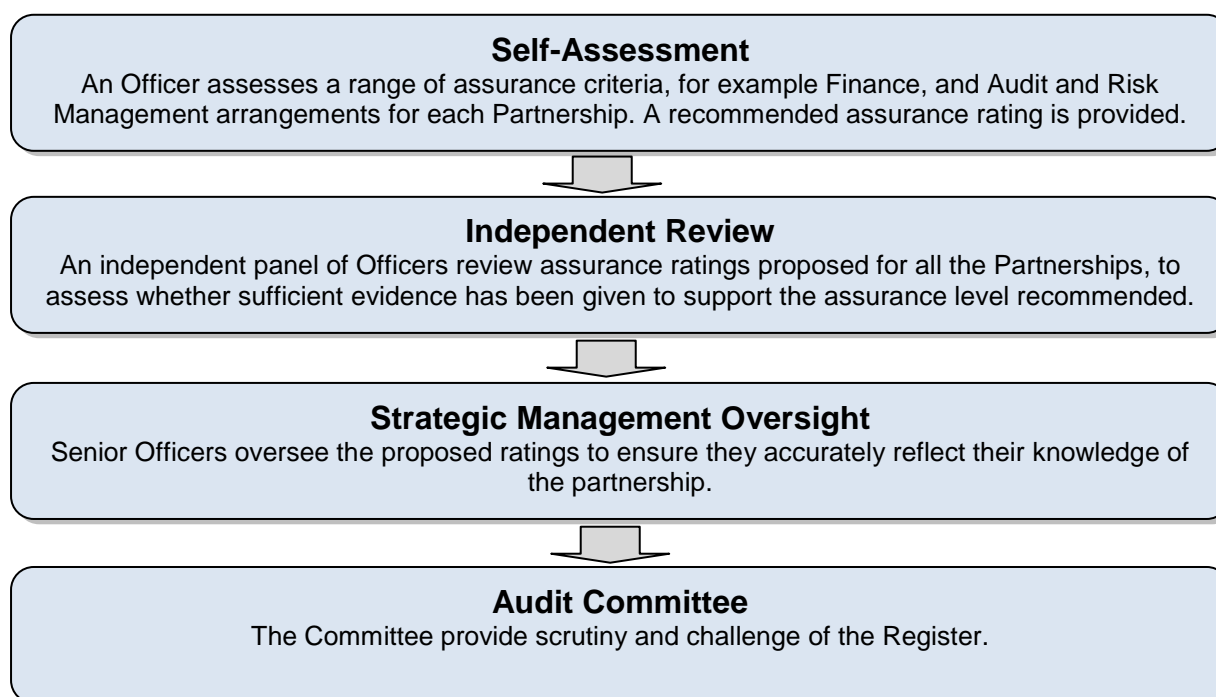 Self-Assessment
An Officer assesses a range of assurance criteria, for example Finance, and Audit and Risk
Management arrangements for each Partnership. A recommended assurance rating is provided.
Independent Review
An independent panel of Officers review assurance ratings proposed for all the Partnerships, to
assess whether sufficient evidence has been given to support the assurance level recommended.
Strategic Management Oversight
Senior Officers oversee the proposed ratings to ensure they accurately reflect their knowledge of
the partnership.
Audit Committee
The Committee provide scrutiny and challenge of the Register.